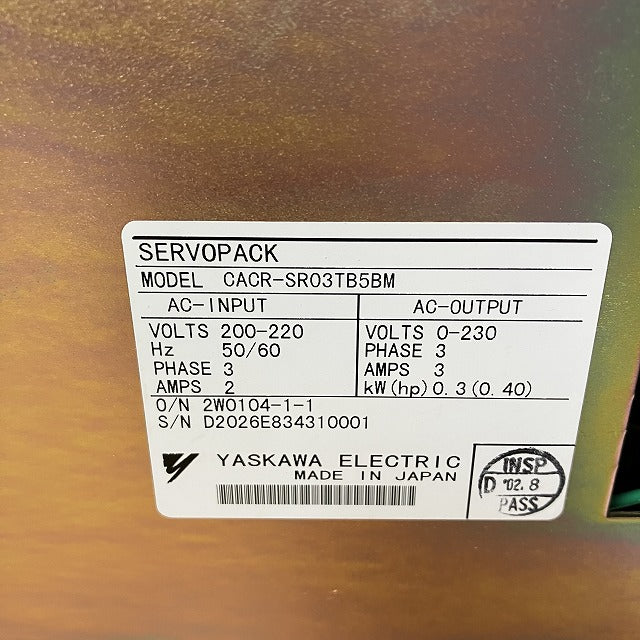 SERVOPACK
MODEL CACR-SR03TB5BM
AC-INPUT
VOLTS 200-220
Hz 50/60
PHASE 3
AMPS 2
AC-OUTPUT
VOLTS 0-230
PHASE 3
AMPS 3
kW(hp) 0.3(0.40)
O/N 2W0104-1-1
S/N D2026E834310001
YASKAWA ELECTRIC
MADE IN JAPAN
INSP
D '02.8
PASS